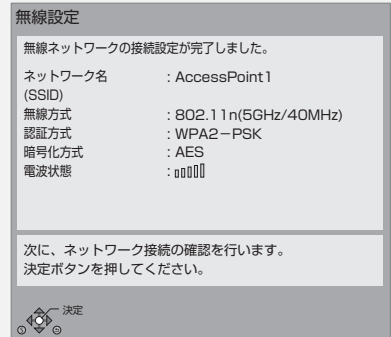 無線設定
無線ネットワークの接続設定が完了しました。
ネットワーク名 : AccessPoint1
(SSID)
無線方式 : 802.11n(5GHz/40MHz)
認証方式 : WPA2−PSK
暗号化方式 : AES
電波状態 :
次に、ネットワーク接続の確認を行います。
決定ボタンを押してください。
決定